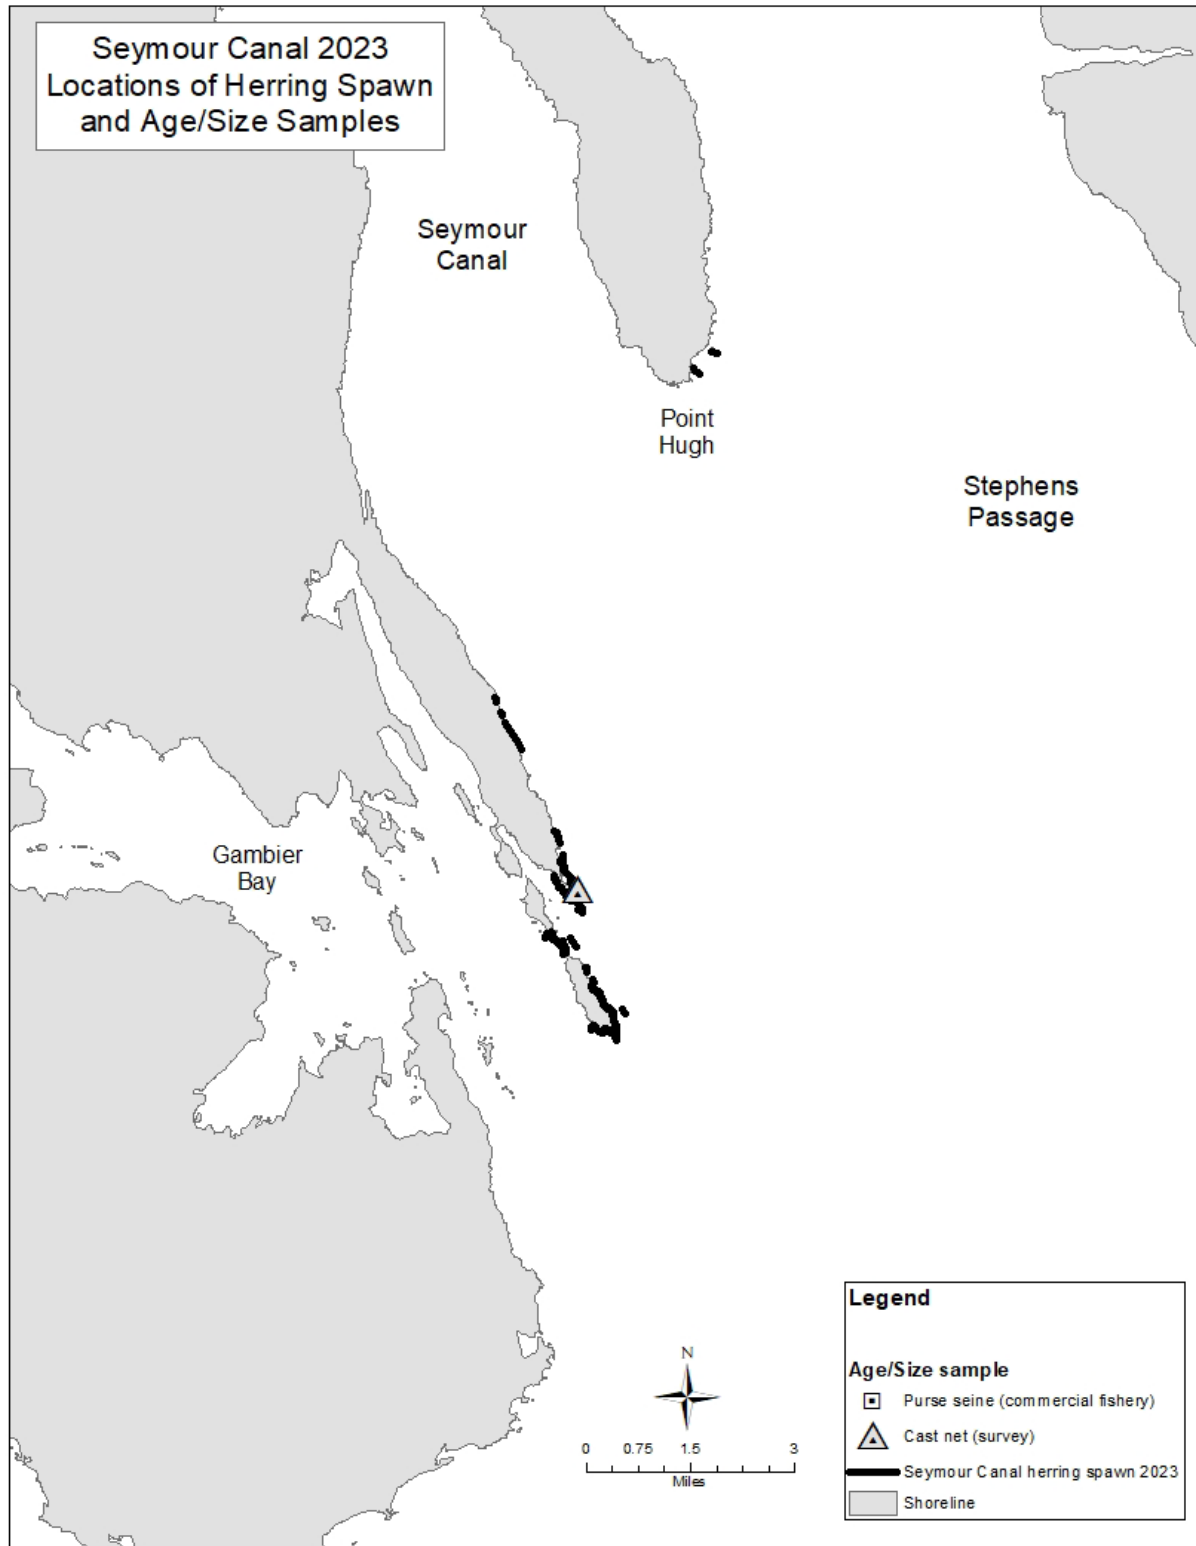 Seymour Canal 2023
Locations of Herring Spawn
and Age/Size Samples
Seymour
Canal
Point
Hugh
Stephens
Passage
Gambier
Bay
N
0 0.75 1.5 3
Miles
Legend
Age/Size sample
Purse seine (commercial fishery)
Cast net (survey)
Seymour Canal herring spawn 2023
Shoreline